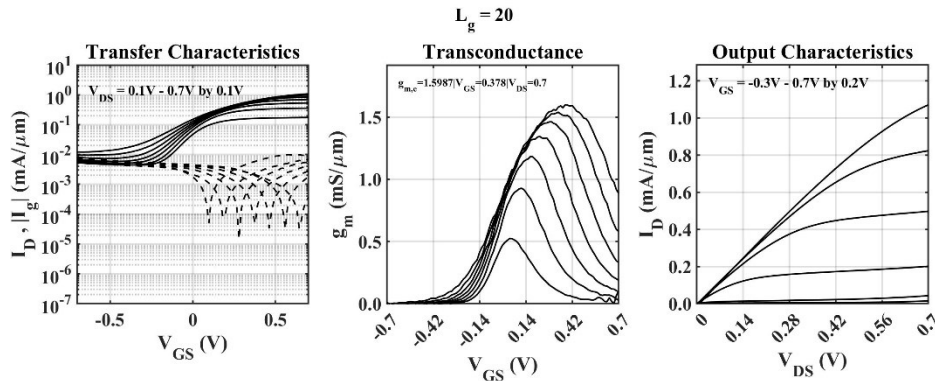 L_g = 20
Transfer Characteristics
V_DS = 0.1V - 0.7V by 0.1V
10^1
10^0
10^-1
10^-2
10^-3
10^-4
10^-5
10^-6
10^-7
I_D , |I_g| (mA/μm)
-0.5
0
0.5
V_GS (V)
Transconductance
g_m,e=1.5987|V_GS=0.378|V_DS=0.7
1.5
1.0
0.5
0.0
g_m (mS/μm)
-0.7
-0.42
-0.14
0.14
0.42
0.7
V_GS (V)
Output Characteristics
V_GS = -0.3V - 0.7V by 0.2V
1.2
1.0
0.8
0.6
0.4
0.2
0.0
I_D (mA/μm)
0
0.14
0.28
0.42
0.56
0.7
V_DS (V)